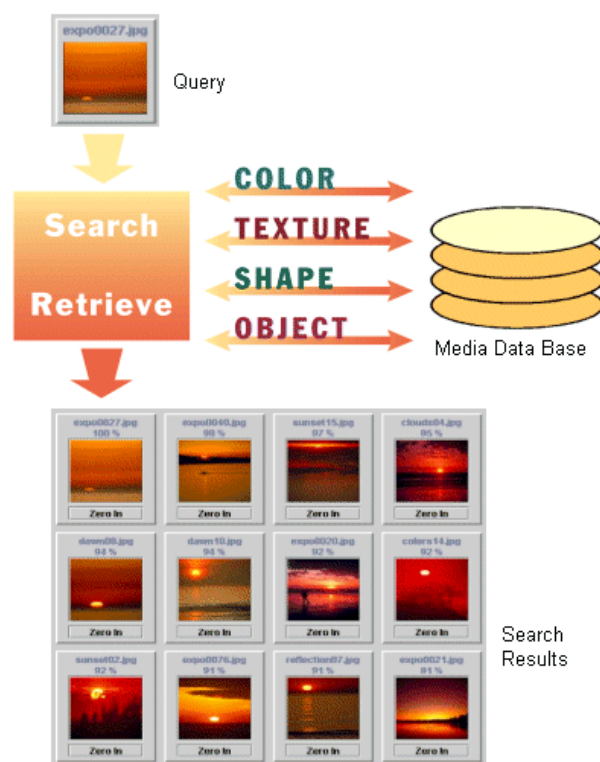 expo0027.jpg
Query
Search
Retrieve
COLOR
TEXTURE
SHAPE
OBJECT
Media Data Base
expo0027.jpg
100 %
Zero In
expo0040.jpg
98 %
Zero In
sunset15.jpg
97 %
Zero In
clouds04.jpg
95 %
Zero In
dawn08.jpg
94 %
Zero In
dawn10.jpg
94 %
Zero In
expo0020.jpg
92 %
Zero In
colors14.jpg
92 %
Zero In
sunset02.jpg
92 %
Zero In
expo0076.jpg
91 %
Zero In
reflection07.jpg
91 %
Zero In
expo0021.jpg
91 %
Zero In
Search
Results